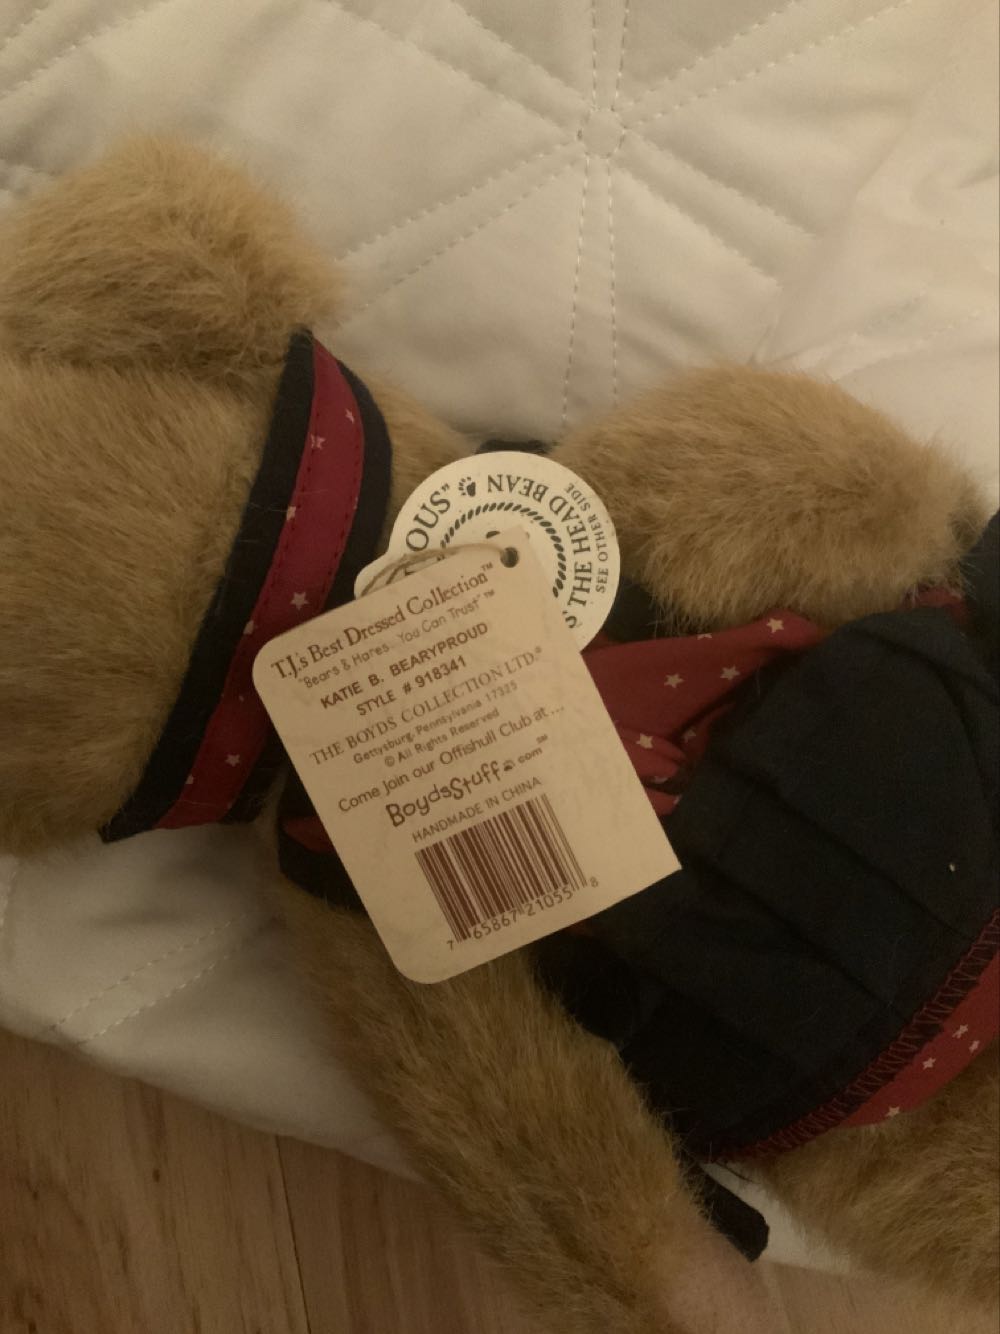 OUS"
NVAD BEAN
'S THE HEAD BEAN
SEE OTHER SIDE
T.J.'s Best Dressed Collection™
"Bears & Hares...You Can Trust"™
KATIE B. BEARYPROUD
STYLE # 918341
THE BOYDS COLLECTION LTD.®
Gettysburg, Pennsylvania 17325
© All Rights Reserved
Come join our Offishull Club at ...
BoydsStuff.com℠
HANDMADE IN CHINA
7 65867 21055 8